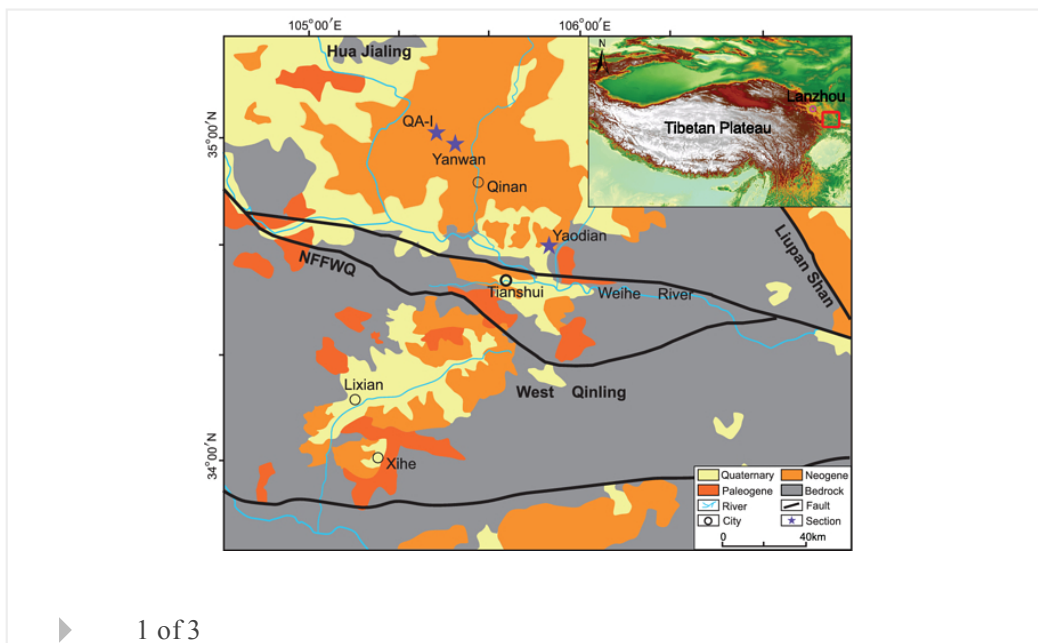 105°00′E
106°00′E
Hua Jialing
N
Lanzhou
Tibetan Plateau
QA-I
35°00′N
Yanwan
Qinan
Yaodian
Liupan Shan
NFFWQ
Tianshui
Weihe River
Lixian
West Qinling
34°00′N
Xihe
Quaternary
Neogene
Paleogene
Bedrock
River
Fault
City
Section
0 40km
1 of 3